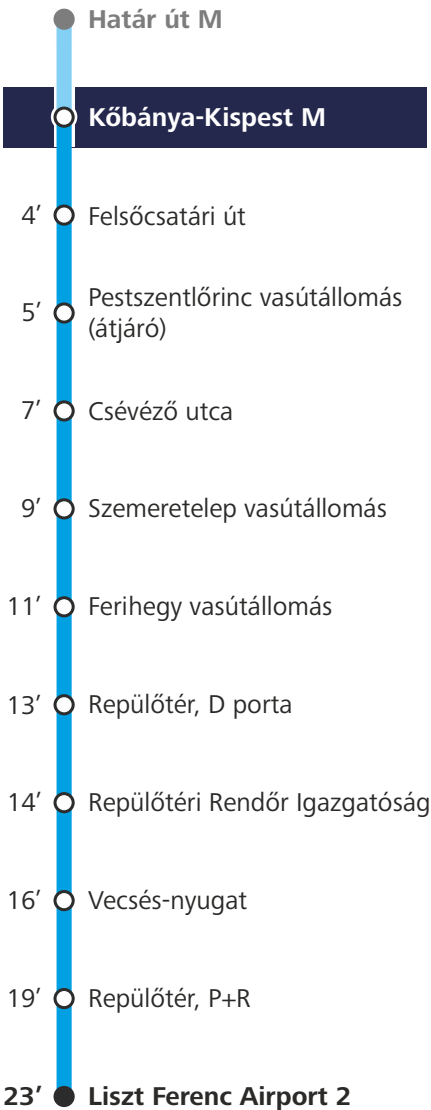 Határ út M
Kőbánya-Kispest M
4’ Felsőcsatári út
5’ Pestszentlőrinc vasútállomás
(átjáró)
7’ Csévéző utca
9’ Szemeretelep vasútállomás
11’ Ferihegy vasútállomás
13’ Repülőtér, D porta
14’ Repülőtéri Rendőr Igazgatóság
16’ Vecsés-nyugat
19’ Repülőtér, P+R
23’ Liszt Ferenc Airport 2